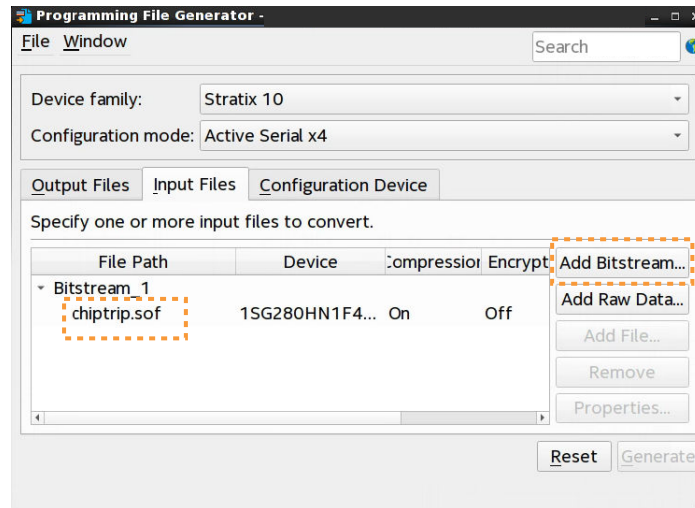 Programming File Generator -
File Window Search
Device family: Stratix 10
Configuration mode: Active Serial x4
Output Files Input Files Configuration Device
Specify one or more input files to convert.
File Path Device Compression Encrypt Add Bitstream...
Bitstream_1
Add Raw Data...
chiptrip.sof 1SG280HN1F4... On Off
Add File...
Remove
Properties...
Reset Generate